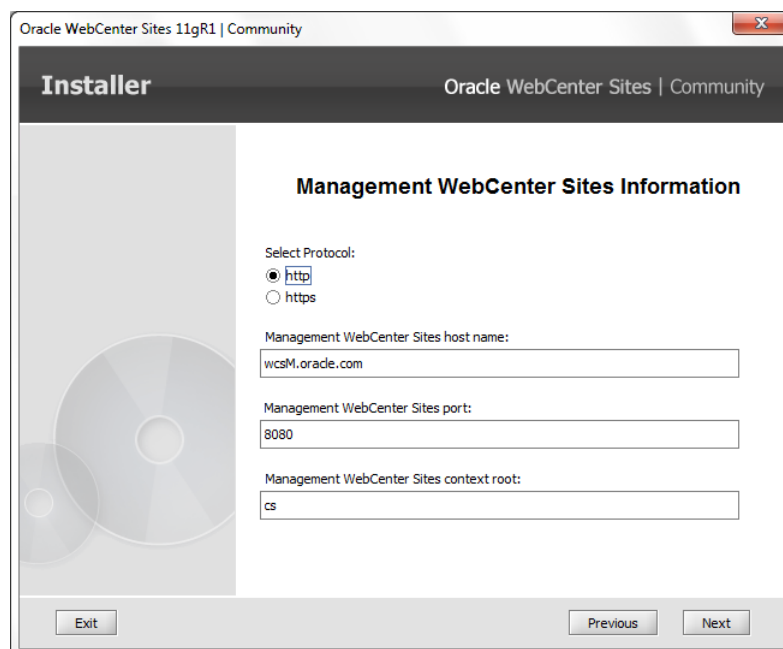 Oracle WebCenter Sites 11gR1 | Community
Installer
Oracle WebCenter Sites | Community
Management WebCenter Sites Information
Select Protocol:
http
https
Management WebCenter Sites host name:
wcsM.oracle.com
Management WebCenter Sites port:
8080
Management WebCenter Sites context root:
cs
Exit
Previous
Next